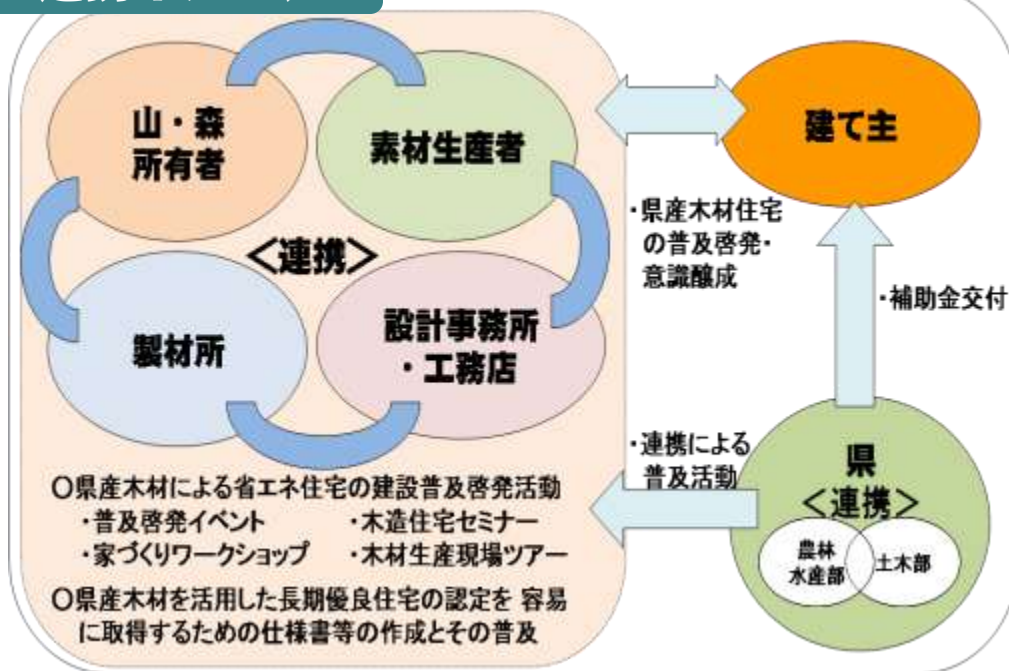 山・森
所有者
素材生産者
＜連携＞
製材所
設計事務所
・工務店
建て主
・県産木材住宅
の普及啓発・
意識醸成
・補助金交付
・連携による
普及活動
県
＜連携＞
農林
水産部
土木部
〇県産木材による省エネ住宅の建設普及啓発活動
・普及啓発イベント　・木造住宅セミナー
・家づくりワークショップ　・木材生産現場ツアー
〇県産木材を活用した長期優良住宅の認定を 容易
に取得するための仕様書等の作成とその普及